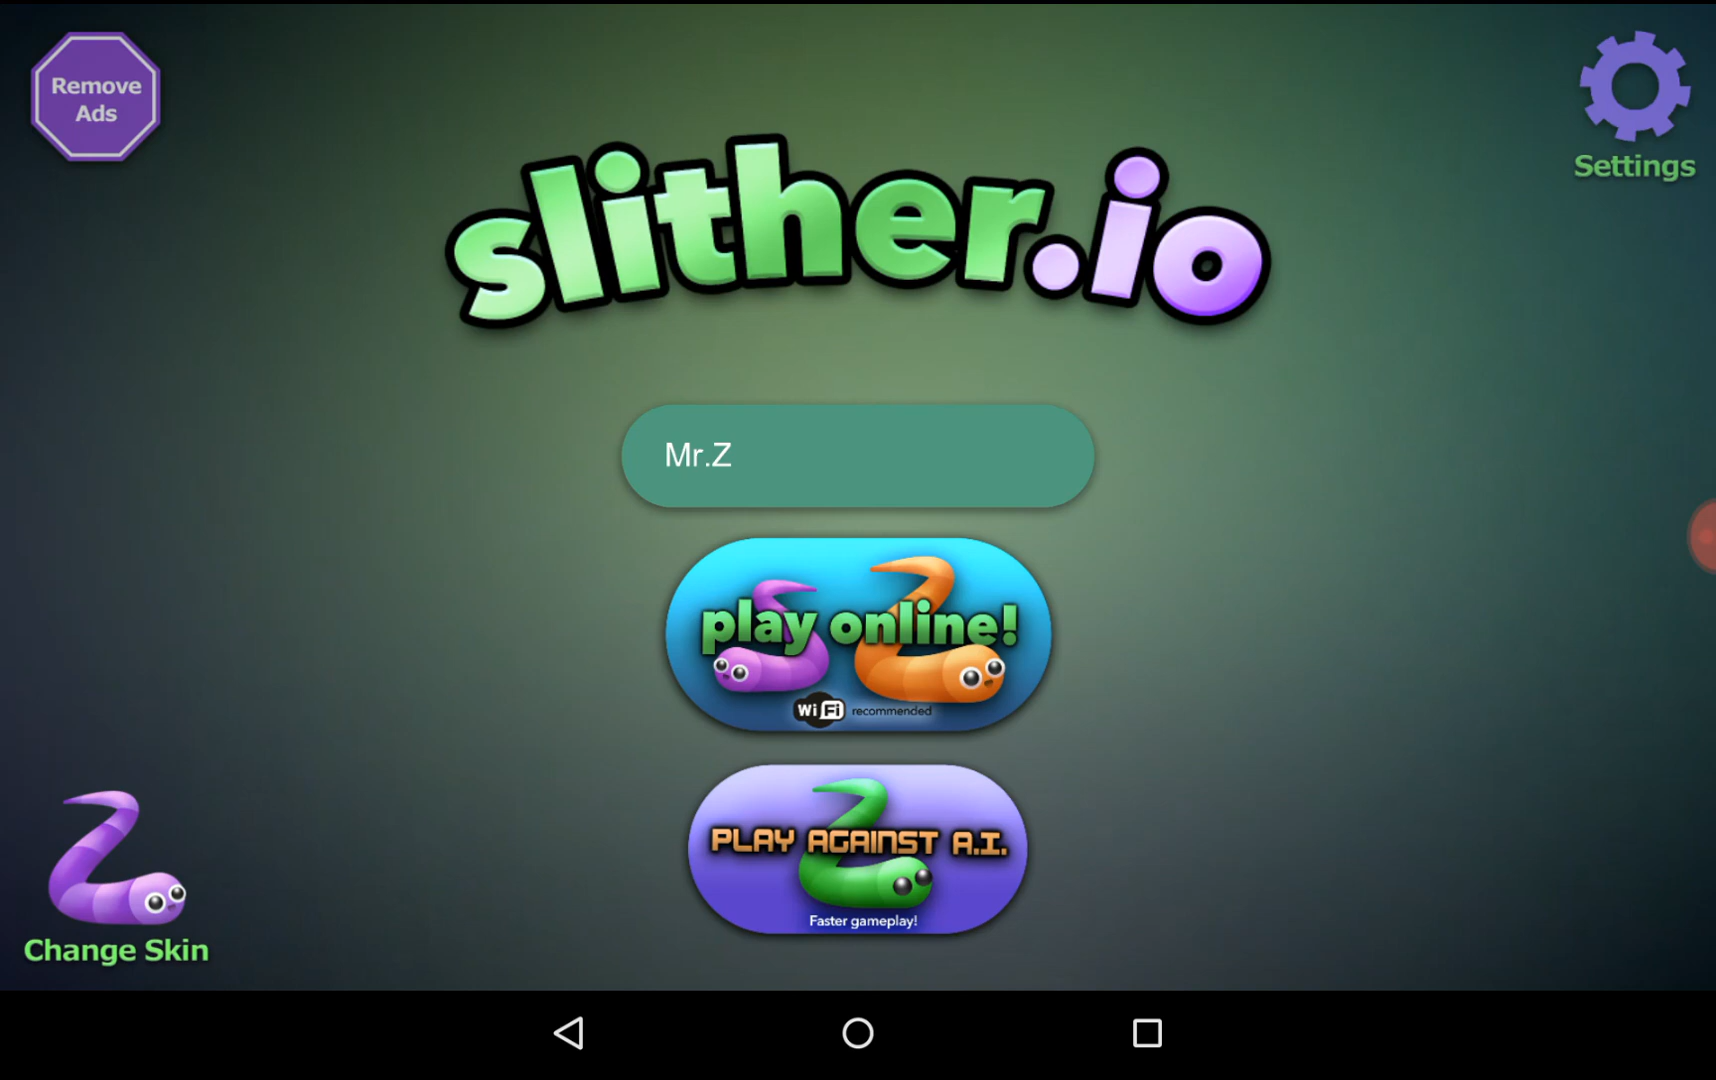 Remove
Ads
Settings
slither.io
Mr.Z
play online!
WiFi recommended
PLAY AGAINST A.I.
Faster gameplay!
Change Skin